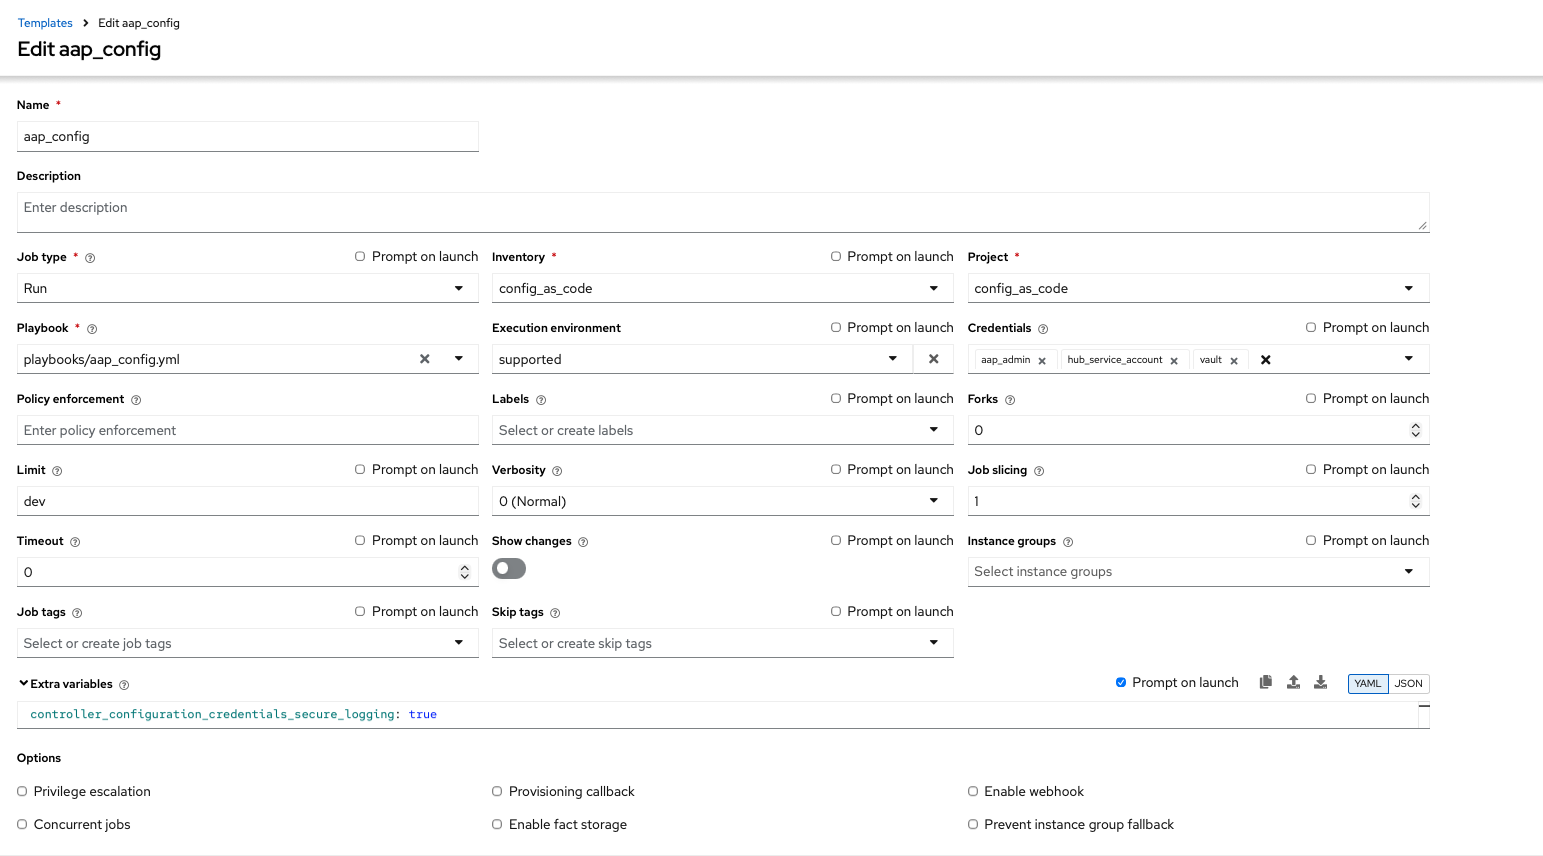 Templates > Edit aap_config
Edit aap_config
Name *
aap_config
Description
Enter description
Job type * Prompt on launch Inventory * Prompt on launch Project *
Run config_as_code config_as_code
Playbook * Execution environment Prompt on launch Credentials Prompt on launch
playbooks/aap_config.yml supported aap_admin hub_service_account vault
Policy enforcement Labels Prompt on launch Forks Prompt on launch
Enter policy enforcement Select or create labels 0
Limit Prompt on launch Verbosity Prompt on launch Job slicing Prompt on launch
dev 0 (Normal) 1
Timeout Prompt on launch Show changes Prompt on launch Instance groups Prompt on launch
0 Select instance groups
Job tags Prompt on launch Skip tags Prompt on launch
Select or create job tags Select or create skip tags
Extra variables Prompt on launch YAML JSON
controller_configuration_credentials_secure_logging: true
Options
Privilege escalation Provisioning callback Enable webhook
Concurrent jobs Enable fact storage Prevent instance group fallback